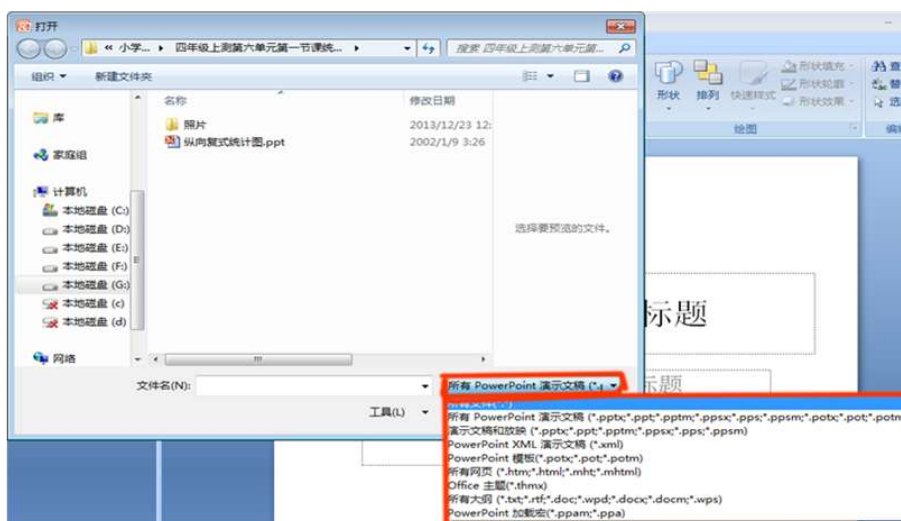 打开
« 小学... ▸ 四年级上测第六单元第一节课统... ▸
搜索 四年级上测第六单元第...
组织 新建文件夹
名称 修改日期
库
家庭组
计算机
本地磁盘 (C:)
本地磁盘 (D:)
本地磁盘 (E:)
本地磁盘 (F:)
本地磁盘 (G:)
本地磁盘 (c)
本地磁盘 (d)
网络
照片 2013/12/23 12:
纵向复式统计图.ppt 2002/1/9 3:26
选择要预览的文件。
文件名(N):
所有 PowerPoint 演示文稿 (*.p
工具(L)
所有文件(*.*)
所有 PowerPoint 演示文稿 (*.pptx;*.ppt;*.pptm;*.ppsx;*.pps;*.ppsm;*.potx;*.pot;*.potm
演示文稿和放映 (*.pptx;*.ppt;*.pptm;*.ppsx;*.pps;*.ppsm)
PowerPoint XML 演示文稿 (*.xml)
PowerPoint 模板(*.potx;*.pot;*.potm)
所有网页 (*.htm;*.html;*.mht;*.mhtml)
Office 主题(*.thmx)
所有大纲 (*.txt;*.rtf;*.doc;*.wpd;*.docx;*.docm;*.wps)
PowerPoint 加载宏(*.ppam;*.ppa)
形状 排列 快速样式
形状填充
形状轮廓
形状效果
绘图
查
替
选
编辑
标题
标题